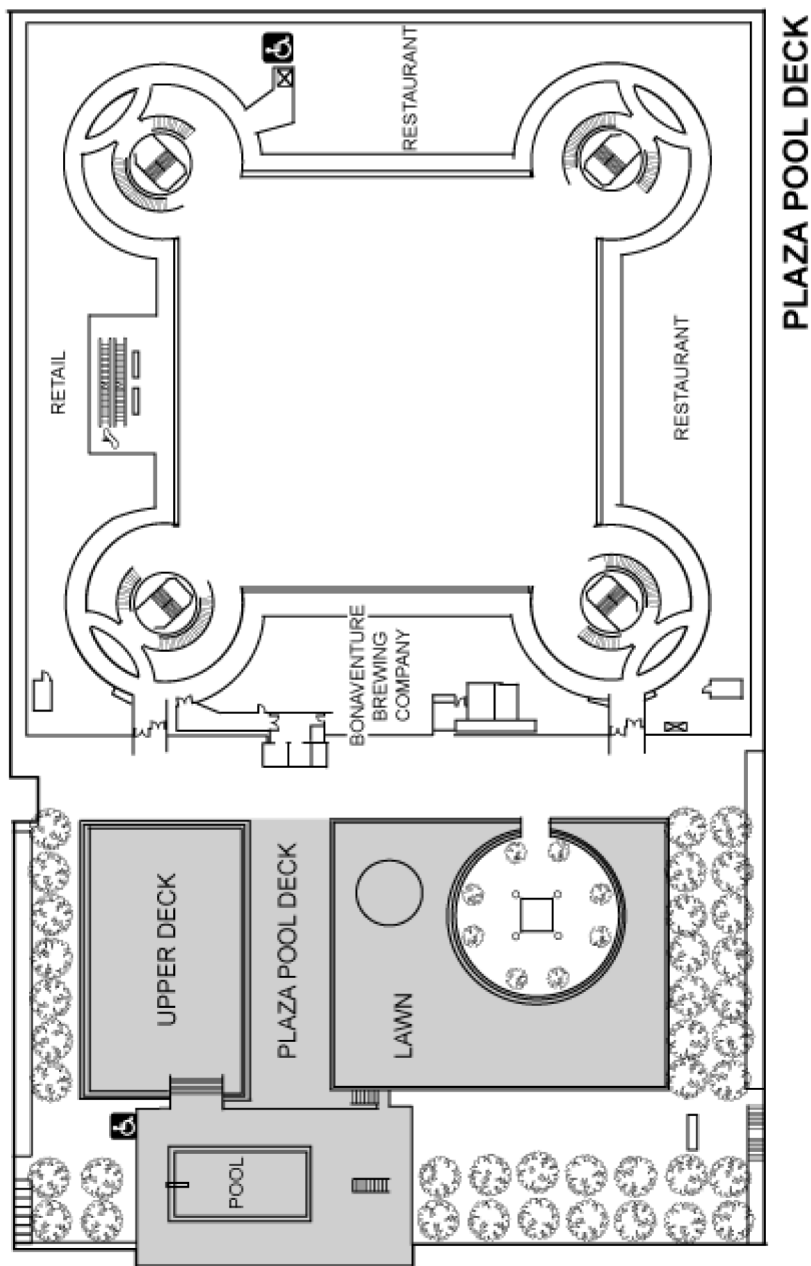 PLAZA POOL DECK
RESTAURANT
RETAIL
RESTAURANT
BONAVENTURE
BREWING
COMPANY
UPPER DECK
PLAZA POOL DECK
LAWN
POOL